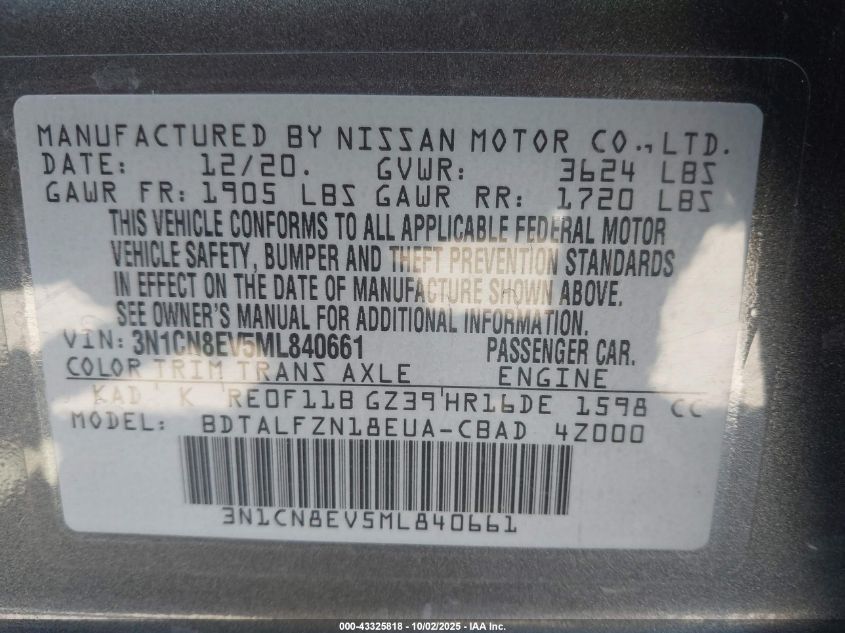 MANUFACTURED BY NISSAN MOTOR CO., LTD.
DATE: 12/20. GVWR: 3624 LBS
GAWR FR: 1905 LBS GAWR RR: 1720 LBS
THIS VEHICLE CONFORMS TO ALL APPLICABLE FEDERAL MOTOR
VEHICLE SAFETY, BUMPER AND THEFT PREVENTION STANDARDS
IN EFFECT ON THE DATE OF MANUFACTURE SHOWN ABOVE.
SEE OWNER'S MANUAL FOR ADDITIONAL INFORMATION.
VIN: 3N1CN8EV5ML840661 PASSENGER CAR.
COLOR TRIM TRANS AXLE ENGINE
KAD K RE0F11B GZ39 HR16DE 1598 CC
MODEL: BDTALFZN18EUA-CBAD 4Z000
3N1CN8EV5ML840661
000-43325818 - 10/02/2025 - IAA Inc.